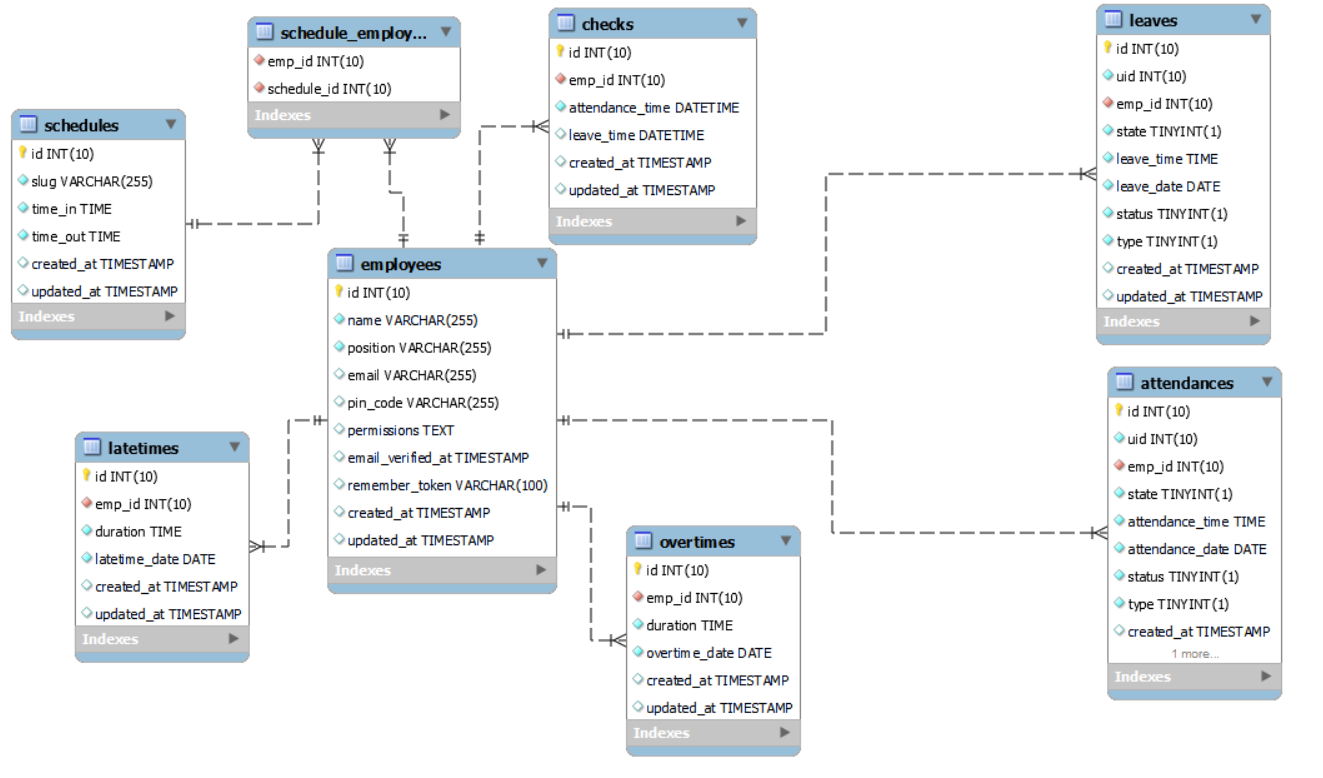 schedule_employ...
emp_id INT(10)
schedule_id INT(10)
Indexes
checks
id INT(10)
emp_id INT(10)
attendance_time DATETIME
leave_time DATETIME
created_at TIMESTAMP
updated_at TIMESTAMP
Indexes
leaves
id INT(10)
uid INT(10)
emp_id INT(10)
state TINYINT(1)
leave_time TIME
leave_date DATE
status TINYINT(1)
type TINYINT(1)
created_at TIMESTAMP
updated_at TIMESTAMP
Indexes
schedules
id INT(10)
slug VARCHAR(255)
time_in TIME
time_out TIME
created_at TIMESTAMP
updated_at TIMESTAMP
Indexes
employees
id INT(10)
name VARCHAR(255)
position VARCHAR(255)
email VARCHAR(255)
pin_code VARCHAR(255)
permissions TEXT
email_verified_at TIMESTAMP
remember_token VARCHAR(100)
created_at TIMESTAMP
updated_at TIMESTAMP
Indexes
attendances
id INT(10)
uid INT(10)
emp_id INT(10)
state TINYINT(1)
attendance_time TIME
attendance_date DATE
status TINYINT(1)
type TINYINT(1)
created_at TIMESTAMP
1 more...
Indexes
latetimes
id INT(10)
emp_id INT(10)
duration TIME
latetime_date DATE
created_at TIMESTAMP
updated_at TIMESTAMP
Indexes
overtimes
id INT(10)
emp_id INT(10)
duration TIME
overtime_date DATE
created_at TIMESTAMP
updated_at TIMESTAMP
Indexes